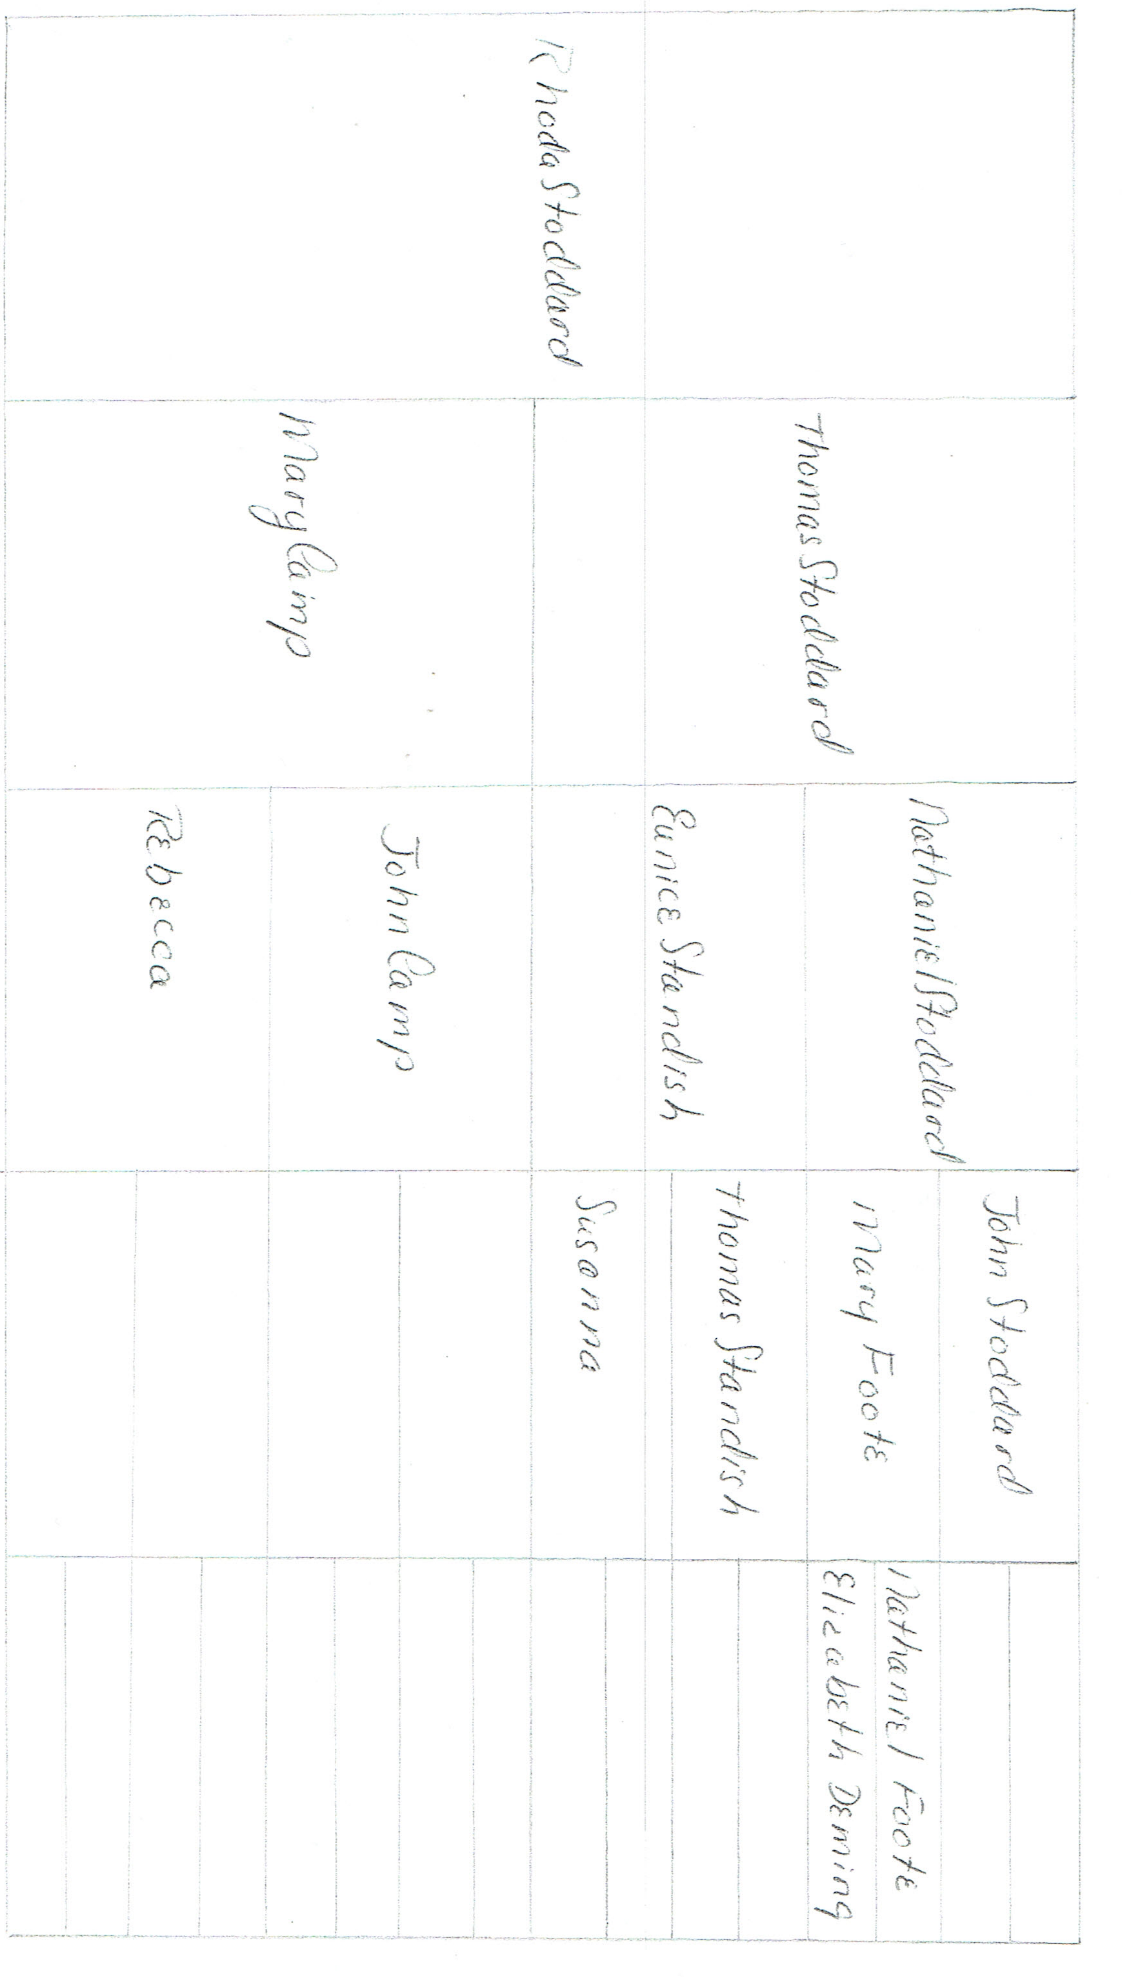 Rhoda Stoddard
Thomas Stoddard
Mary Camp
Nathaniel Stoddard
Eunice Standish
John Camp
Rebecca
John Stoddard
Mary Foote
Thomas Standish
Susanna
Nathaniel Foote
Elizabeth Deming